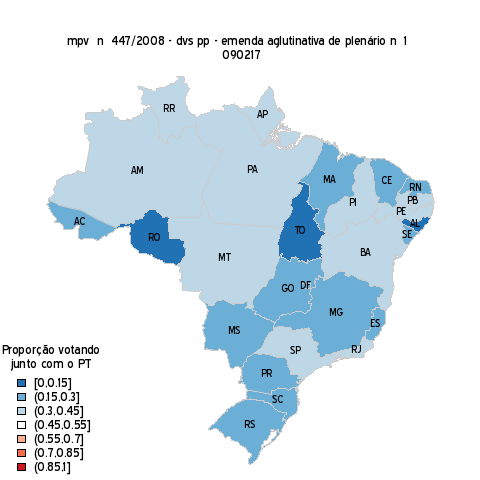 mpv n 447/2008 - dvs pp - emenda aglutinativa de plenário n 1
090217
RR
AP
AM
PA
MA
CE
RN
PB
PI
PE
AL
SE
AC
RO
TO
BA
MT
GO
DF
MG
ES
MS
SP
RJ
PR
SC
RS
Proporção votando
junto com o PT
[0,0.15]
(0.15,0.3]
(0.3,0.45]
(0.45,0.55]
(0.55,0.7]
(0.7,0.85]
(0.85,1]